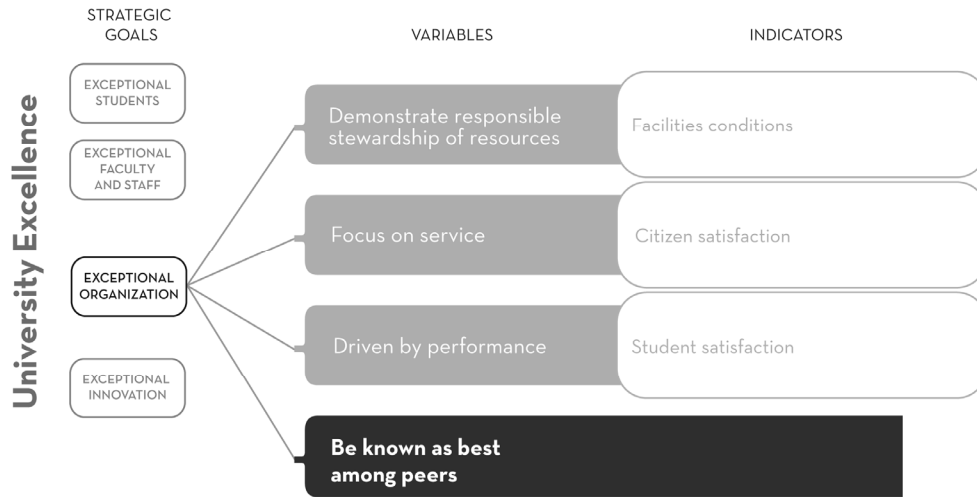 STRATEGIC
GOALS
VARIABLES
INDICATORS
University Excellence
EXCEPTIONAL
STUDENTS
EXCEPTIONAL
FACULTY
AND STAFF
EXCEPTIONAL
ORGANIZATION
EXCEPTIONAL
INNOVATION
Demonstrate responsible
stewardship of resources
Facilities conditions
Focus on service
Citizen satisfaction
Driven by performance
Student satisfaction
Be known as best
among peers